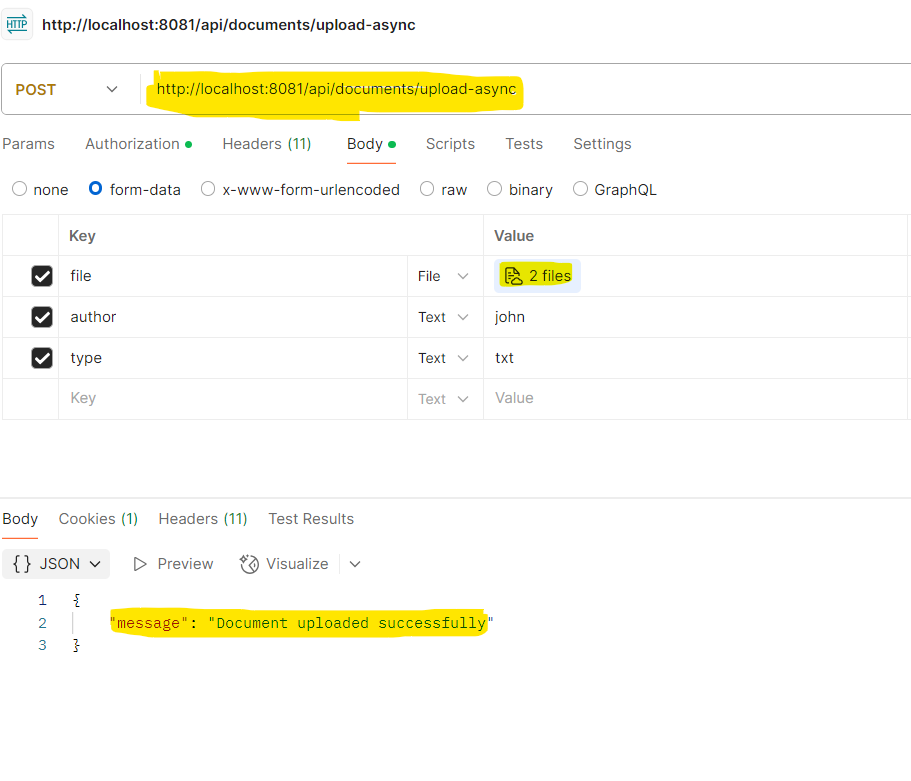 HTTP http://localhost:8081/api/documents/upload-async
POST http://localhost:8081/api/documents/upload-async
Params Authorization Headers (11) Body Scripts Tests Settings
none form-data x-www-form-urlencoded raw binary GraphQL
Key Value
file File 2 files
author Text john
type Text txt
Key Text Value
Body Cookies (1) Headers (11) Test Results
{} JSON Preview Visualize
1 {
2 "message": "Document uploaded successfully"
3 }